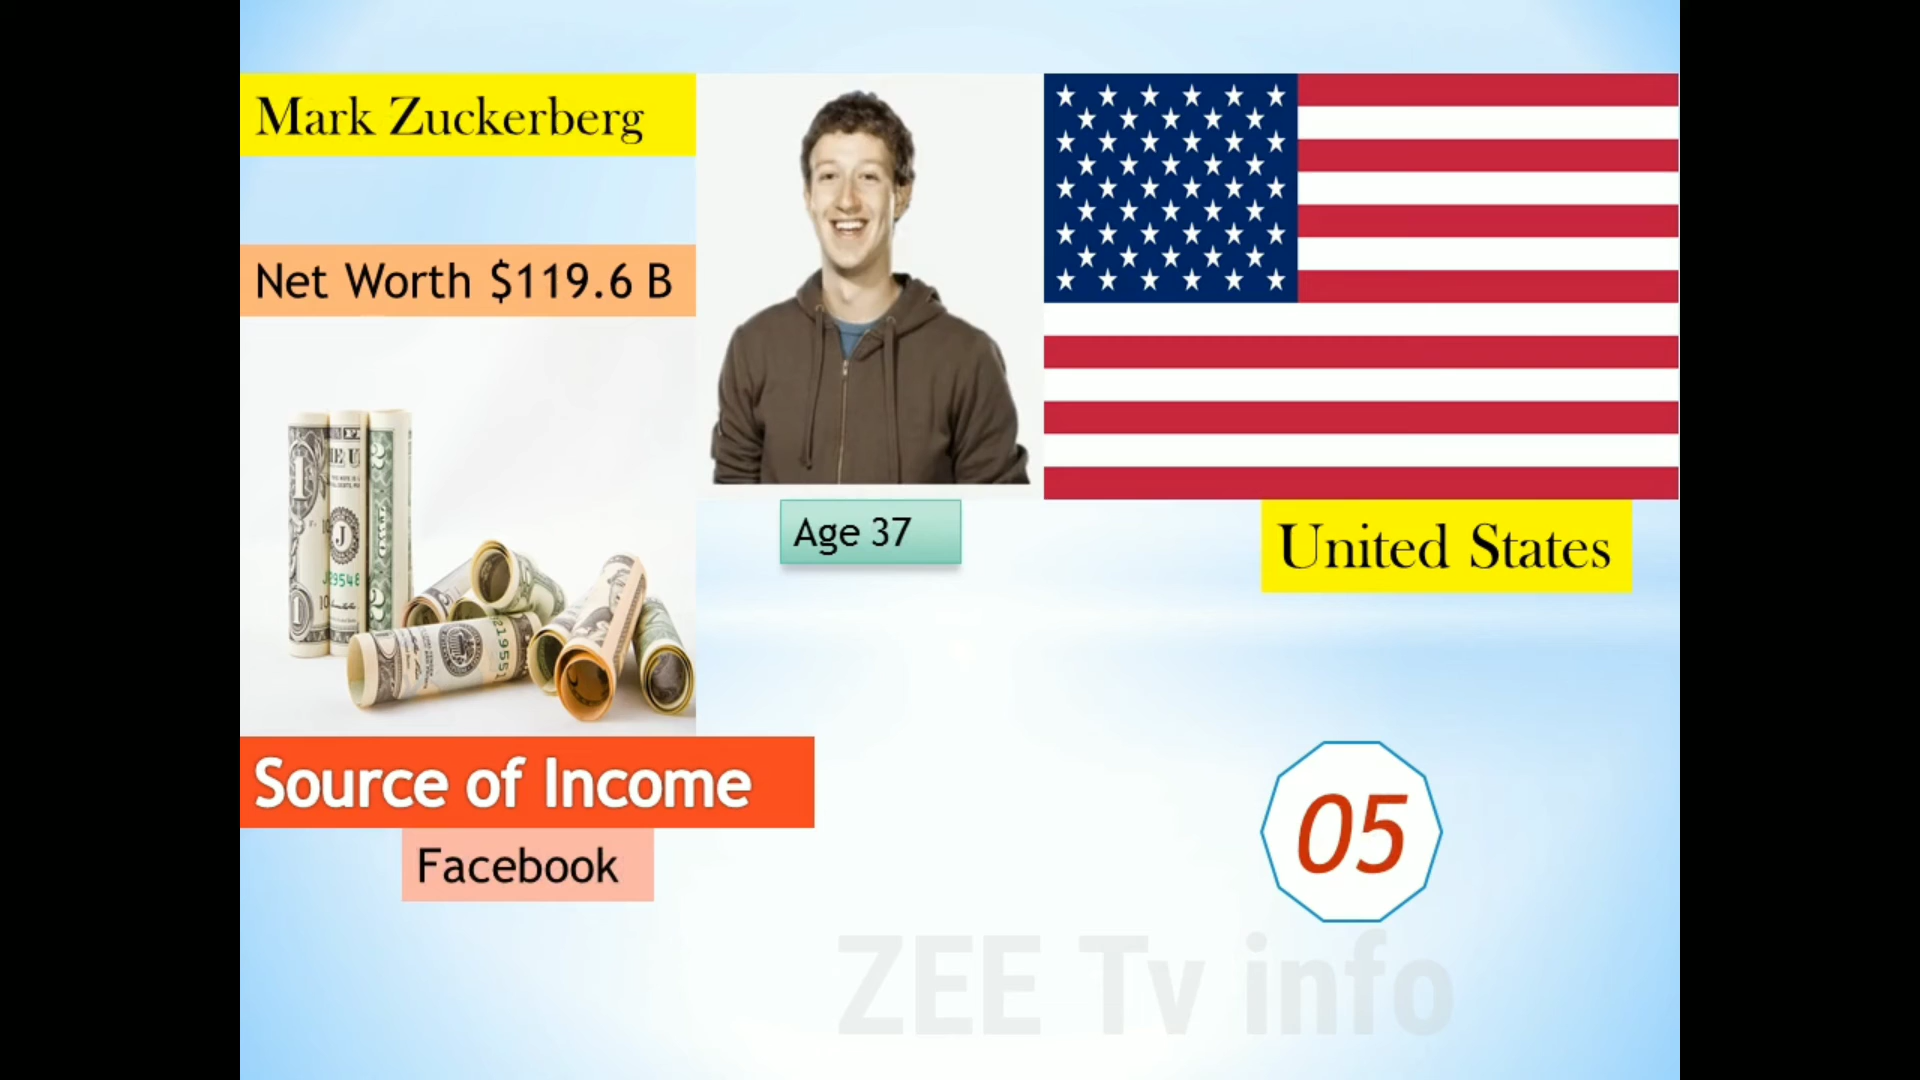 Mark Zuckerberg
Net Worth $119.6 B
Age 37
United States
Source of Income
Facebook
05
ZEE Tv info